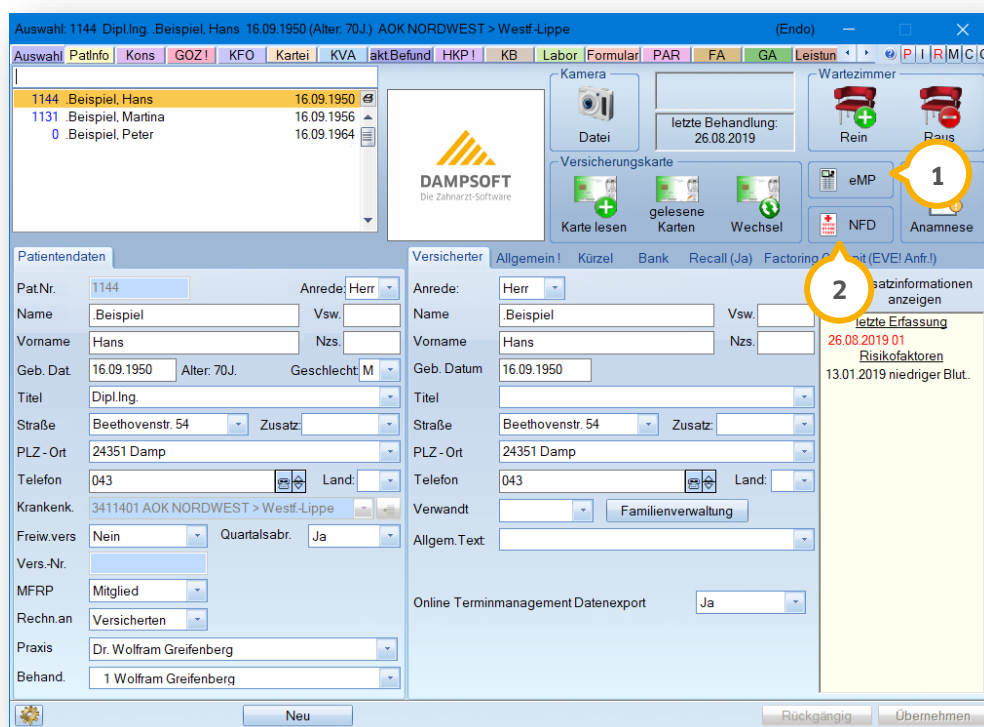 Auswahl: 1144 Dipl.Ing. .Beispiel, Hans 16.09.1950 (Alter: 70J.) AOK NORDWEST > Westf.-Lippe (Endo)
Auswahl PatInfo Kons GOZ! KFO Kartei KVA akt.Befund HKP! KB Labor Formular PAR FA GA Leistun P I R M C
1144 .Beispiel, Hans 16.09.1950
1131 .Beispiel, Martina 16.09.1956
0 .Beispiel, Peter 16.09.1964
DAMPSOFT
Die Zahnarzt-Software
Kamera
Datei
letzte Behandlung:
26.08.2019
Wartezimmer
Rein Raus
Versicherungskarte
Karte lesen
gelesene
Karten
Wechsel
eMP
1
NFD
Anamnese
2
Patientendaten
Pat.Nr. 1144 Anrede: Herr
Name .Beispiel Vsw.
Vorname Hans Nzs.
Geb. Dat. 16.09.1950 Alter: 70J. Geschlecht: M
Titel Dipl.Ing.
Straße Beethovenstr. 54 Zusatz:
PLZ - Ort 24351 Damp
Telefon 043 Land:
Krankenk. 3411401 AOK NORDWEST > Westf.-Lippe
Freiw.vers Nein Quartalsabr. Ja
Vers.-Nr.
MFRP Mitglied
Rechn.an Versicherten
Praxis Dr. Wolfram Greifenberg
Behand. 1 Wolfram Greifenberg
Versicherter Allgemein! Kürzel Bank Recall (Ja) Factoring (EVE! Anfr.!)
Anrede: Herr
Name .Beispiel Vsw.
Vorname Hans Nzs.
Geb. Datum 16.09.1950
Titel
Straße Beethovenstr. 54 Zusatz:
PLZ - Ort 24351 Damp
Telefon 043 Land:
Verwandt Familienverwaltung
Allgem.Text
Online Terminmanagement Datenexport Ja
satzinformationen
anzeigen
letzte Erfassung
26.08.2019 01
Risikofaktoren
13.01.2019 niedriger Blut..
Neu Rückgängig Übernehmen